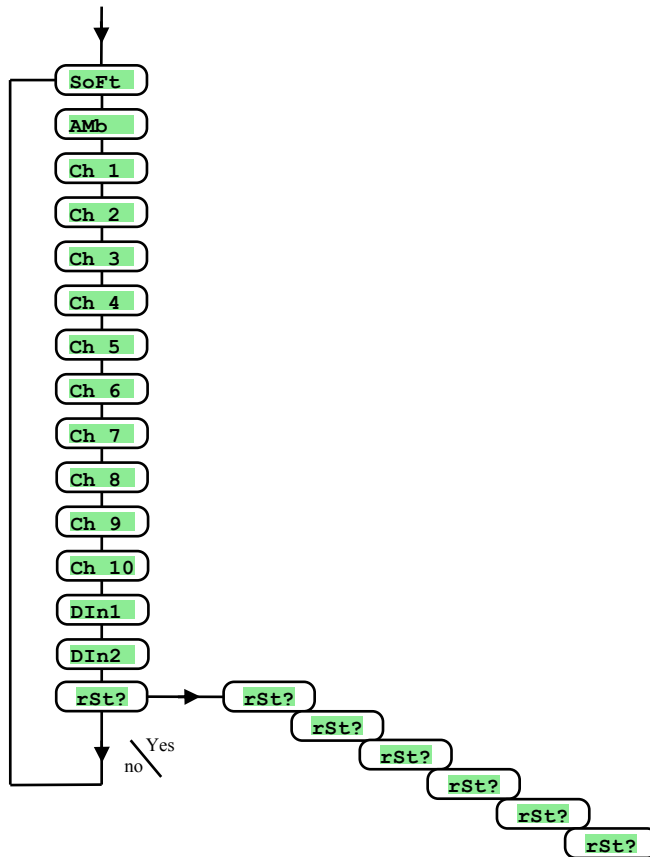 SoFt
AMb
Ch 1
Ch 2
Ch 3
Ch 4
Ch 5
Ch 6
Ch 7
Ch 8
Ch 9
Ch 10
DIn1
DIn2
rSt? rSt?
rSt?
Yes
no
rSt?
rSt?
rSt?
rSt?